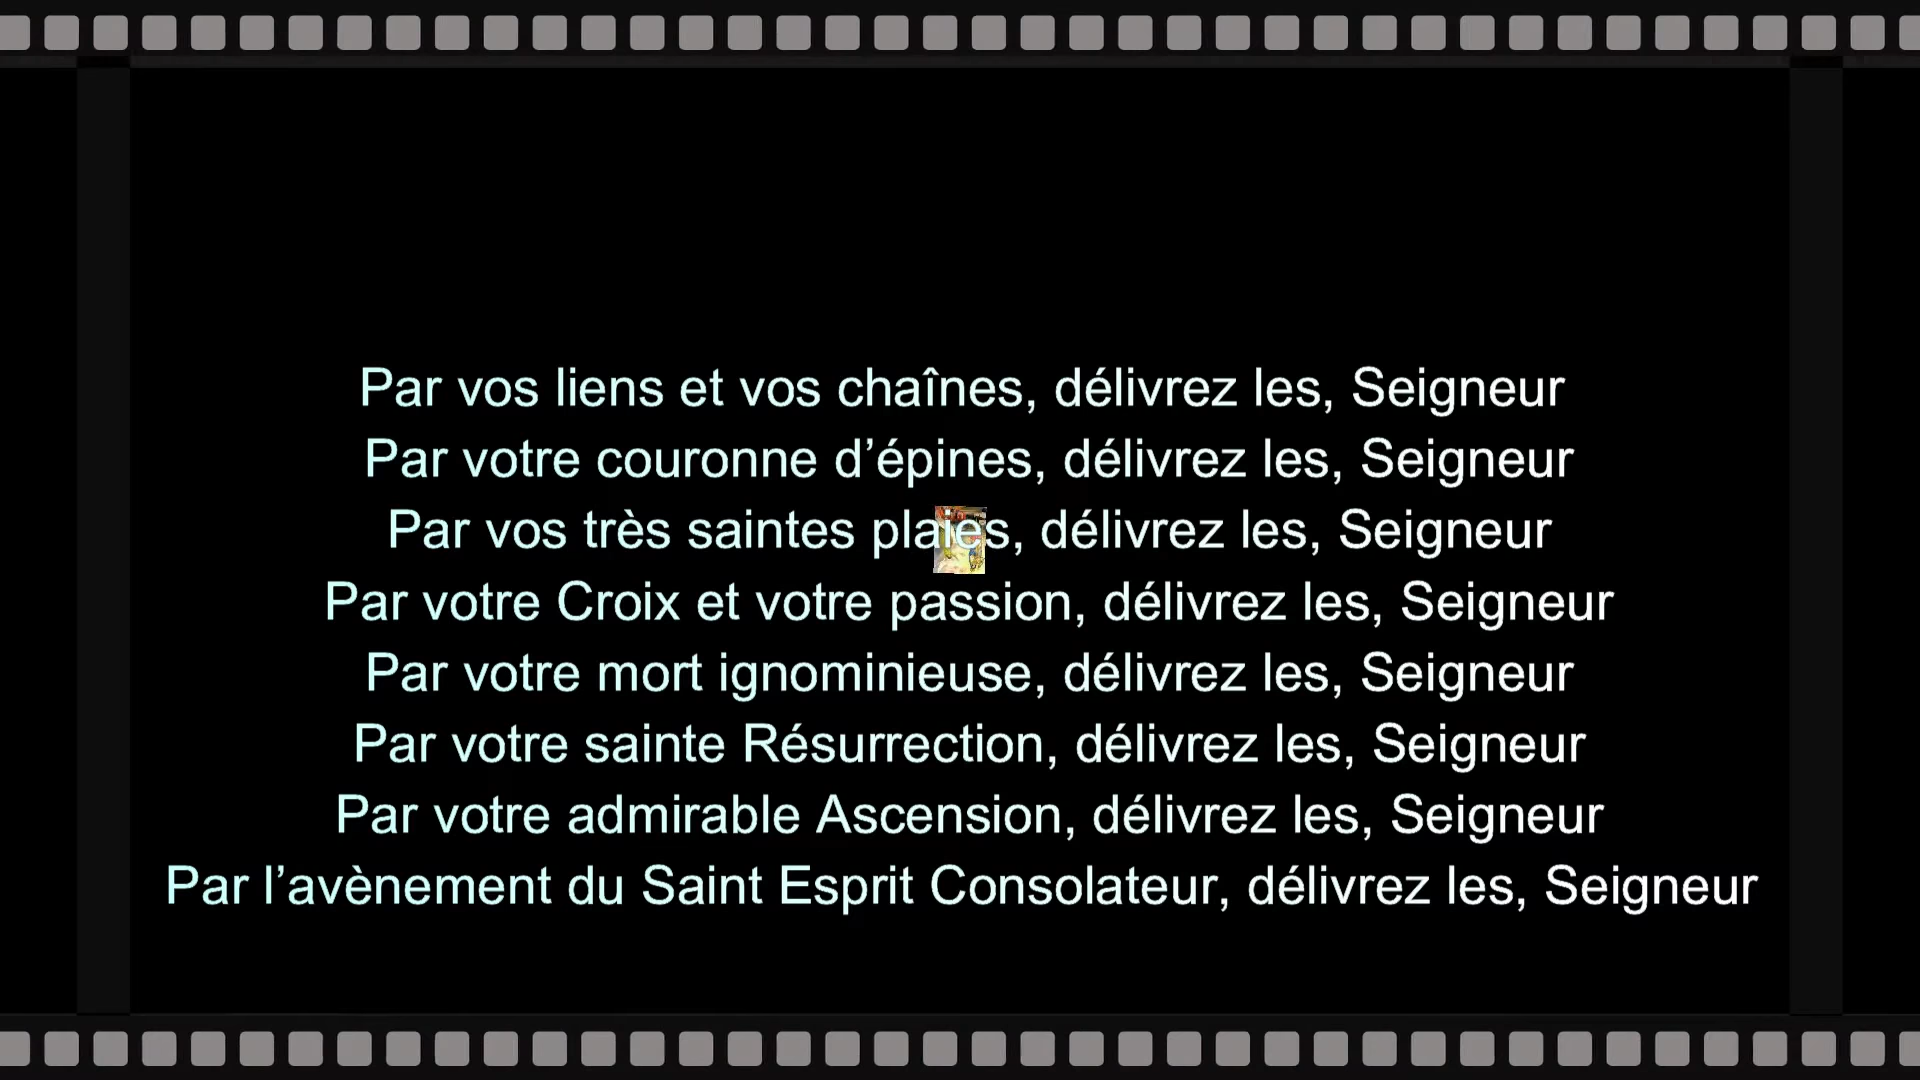 Par vos liens et vos chaînes, délivrez les, Seigneur
Par votre couronne d’épines, délivrez les, Seigneur
Par vos très saintes plaies, délivrez les, Seigneur
Par votre Croix et votre passion, délivrez les, Seigneur
Par votre mort ignominieuse, délivrez les, Seigneur
Par votre sainte Résurrection, délivrez les, Seigneur
Par votre admirable Ascension, délivrez les, Seigneur
Par l’avènement du Saint Esprit Consolateur, délivrez les, Seigneur